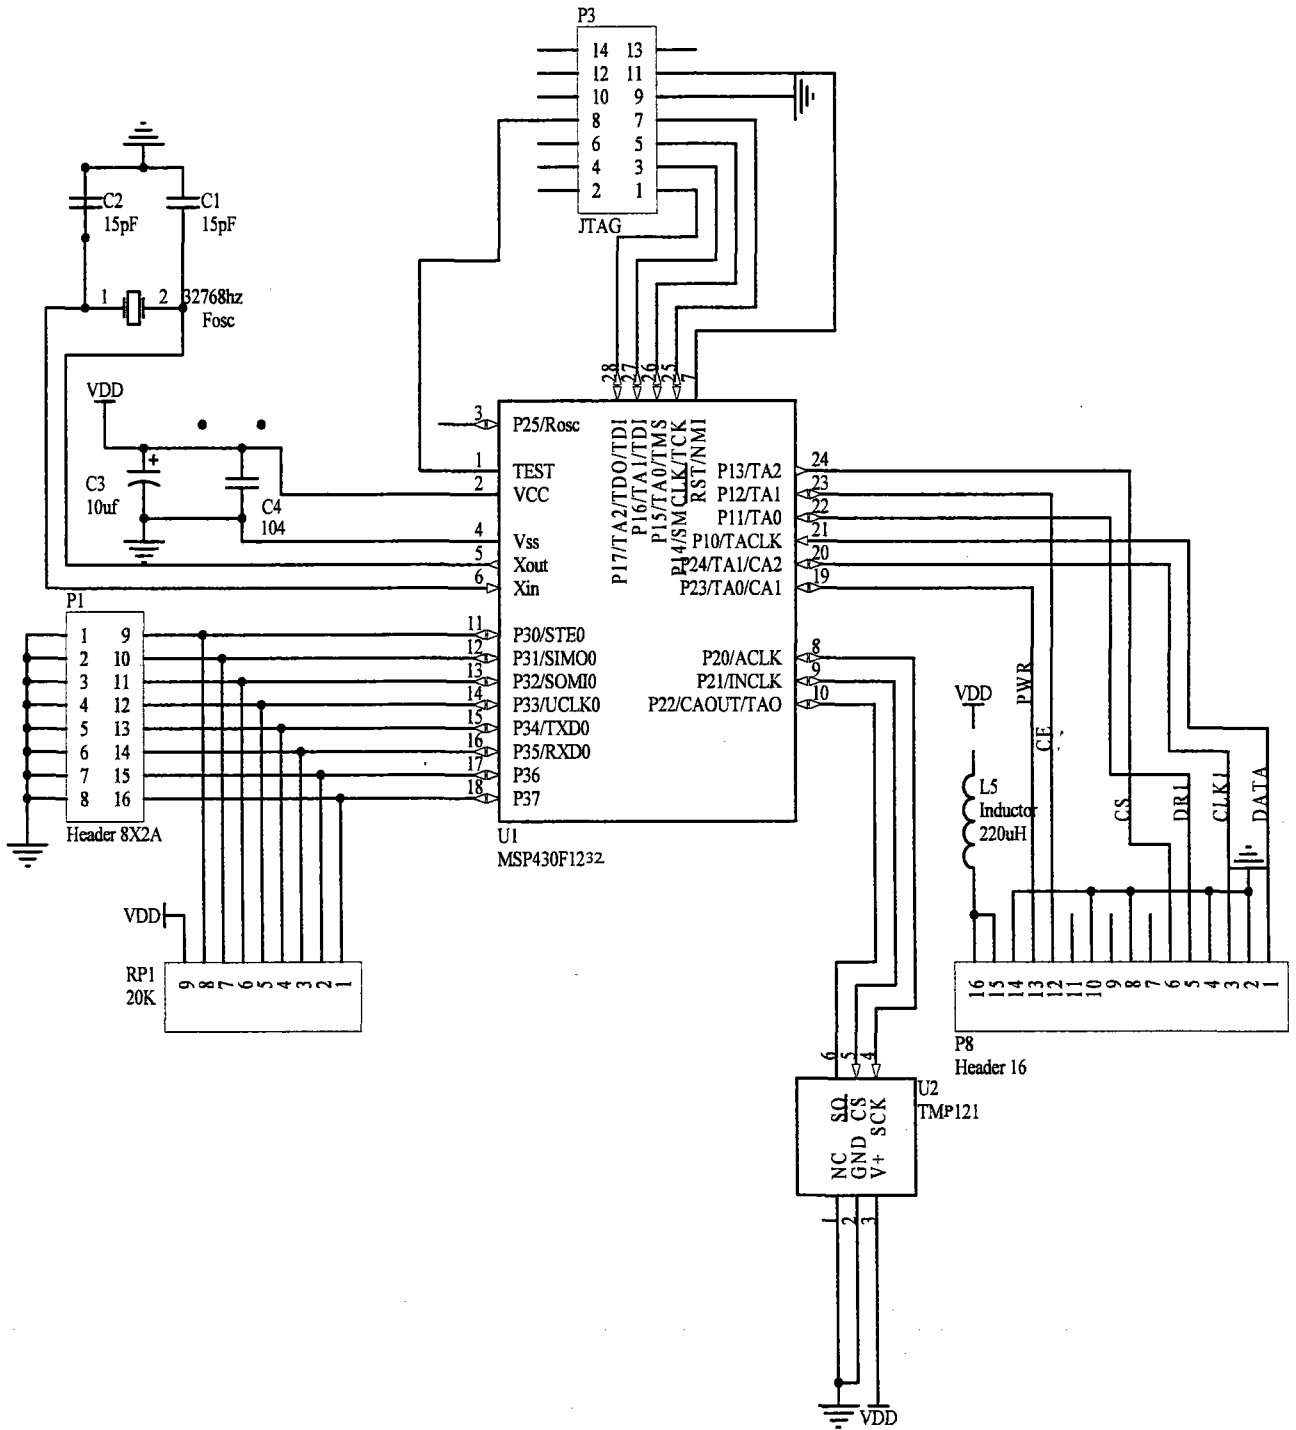 P3
14 13
12 11
10 9
8 7
6 5
4 3
2 1
JTAG
C2
15pF
C1
15pF
1
2
32768hz
Fosc
VDD
C3
10uf
+
C4
104
28
27
26
25
7
3
P25/Rosc
1
TEST
2
VCC
4
Vss
5
Xout
6
Xin
11
P30/STE0
12
P31/SIMO0
13
P32/SOMI0
14
P33/UCLK0
15
P34/TXD0
16
P35/RXD0
17
P36
18
P37
P17/TA2/TDO/TDI
P16/TA1/TDI
P15/TA0/TMS
P14/SMCLK/TCK
RST/NMI
P13/TA2
24
P12/TA1
23
P11/TA0
22
P10/TACLK
21
P24/TA1/CA2
20
P23/TA0/CA1
19
P20/ACLK
8
P21/INCLK
9
P22/CAOUT/TAO
10
U1
MSP430F1232
P1
1 9
2 10
3 11
4 12
5 13
6 14
7 15
8 16
Header 8X2A
VDD
RP1
20K
9 8 7 6 5 4 3 2 1
PWR
CE
CS
DR1
CLK1
DATA
VDD
L5
Inductor
220uH
16 15 14 13 12 11 10 9 8 7 6 5 4 3 2 1
P8
Header 16
6 5 4
U2
TMP121
SO
CS
SCK
NC
GND
V+
1 2 3
VDD